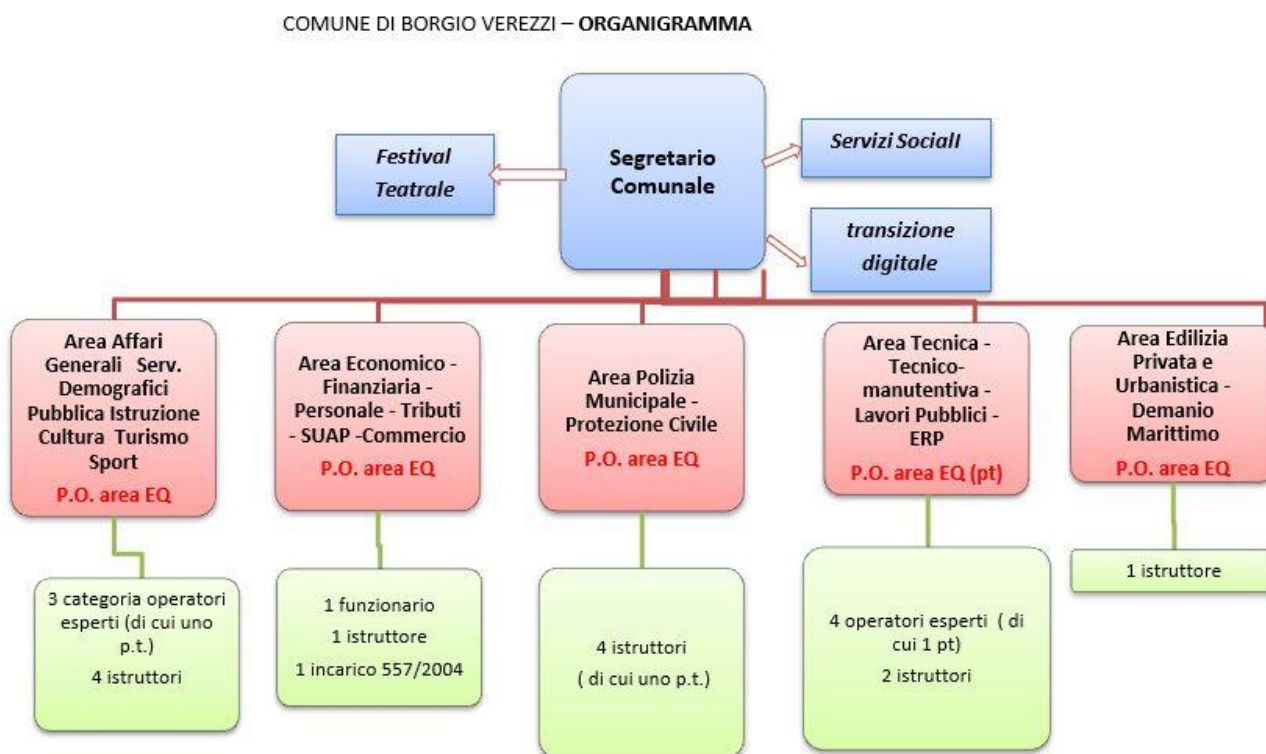 COMUNE DI BORGIO VEREZZI – ORGANIGRAMMA
Festival
Teatrale
Segretario
Comunale
Servizi SocialI
transizione
digitale
Area Affari
Generali Serv.
Demografici
Pubblica Istruzione
Cultura Turismo
Sport
P.O. area EQ
Area Economico -
Finanziaria -
Personale - Tributi
- SUAP -Commercio
P.O. area EQ
Area Polizia
Municipale -
Protezione Civile
P.O. area EQ
Area Tecnica -
Tecnico-
manutentiva -
Lavori Pubblici -
ERP
P.O. area EQ (pt)
Area Edilizia
Privata e
Urbanistica -
Demanio
Marittimo
P.O. area EQ
3 categoria operatori
esperti (di cui uno
p.t.)
4 istruttori
1 funzionario
1 istruttore
1 incarico 557/2004
4 istruttori
( di cui uno p.t.)
4 operatori esperti ( di
cui 1 pt)
2 istruttori
1 istruttore